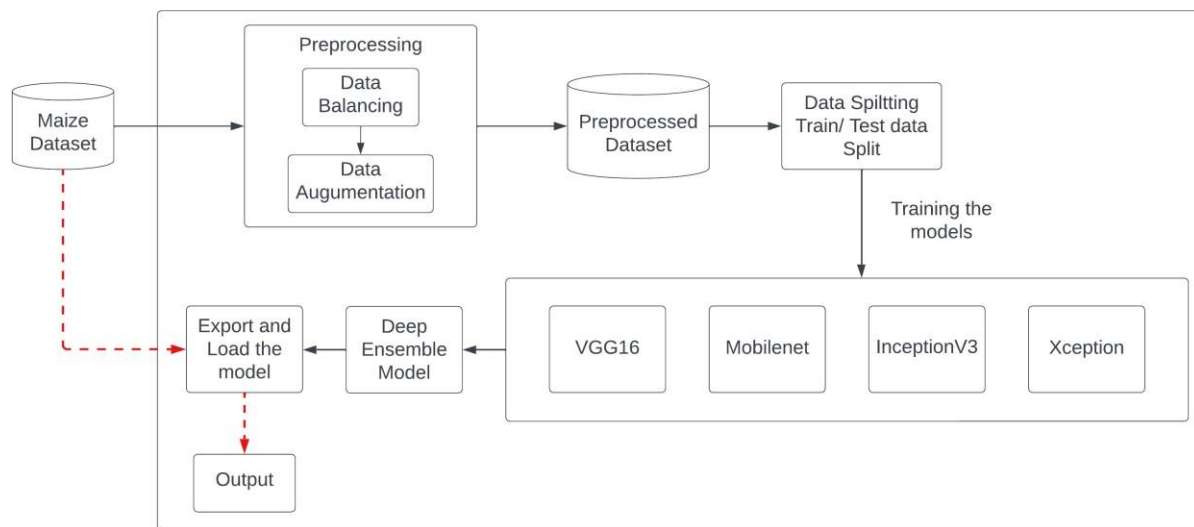 Preprocessing
Data
Balancing
Data
Augumentation
Maize
Dataset
Preprocessed
Dataset
Data Spiltting
Train/ Test data
Split
Training the
models
VGG16
Mobilenet
InceptionV3
Xception
Deep
Ensemble
Model
Export and
Load the
model
Output